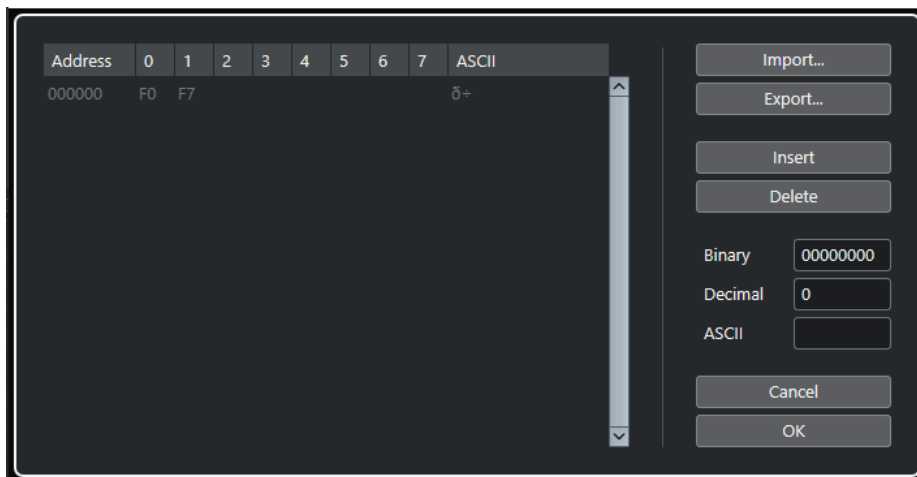 Address 0 1 2 3 4 5 6 7 ASCII
000000 F0 F7 ð÷
Import...
Export...
Insert
Delete
Binary 00000000
Decimal 0
ASCII
Cancel
OK